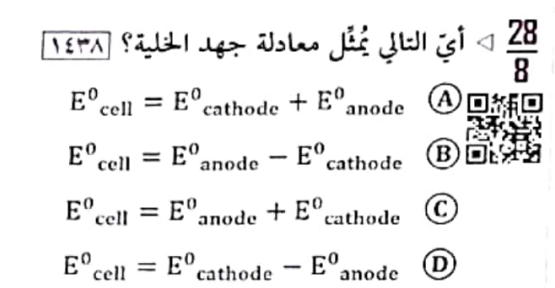 28/8 ◁ أيّ التالي يُمثِّل معادلة جهد الخلية؟ ١٤٣٨
Ⓐ E⁰cell = E⁰cathode + E⁰anode
Ⓑ E⁰cell = E⁰anode − E⁰cathode
Ⓒ E⁰cell = E⁰anode + E⁰cathode
Ⓓ E⁰cell = E⁰cathode − E⁰anode